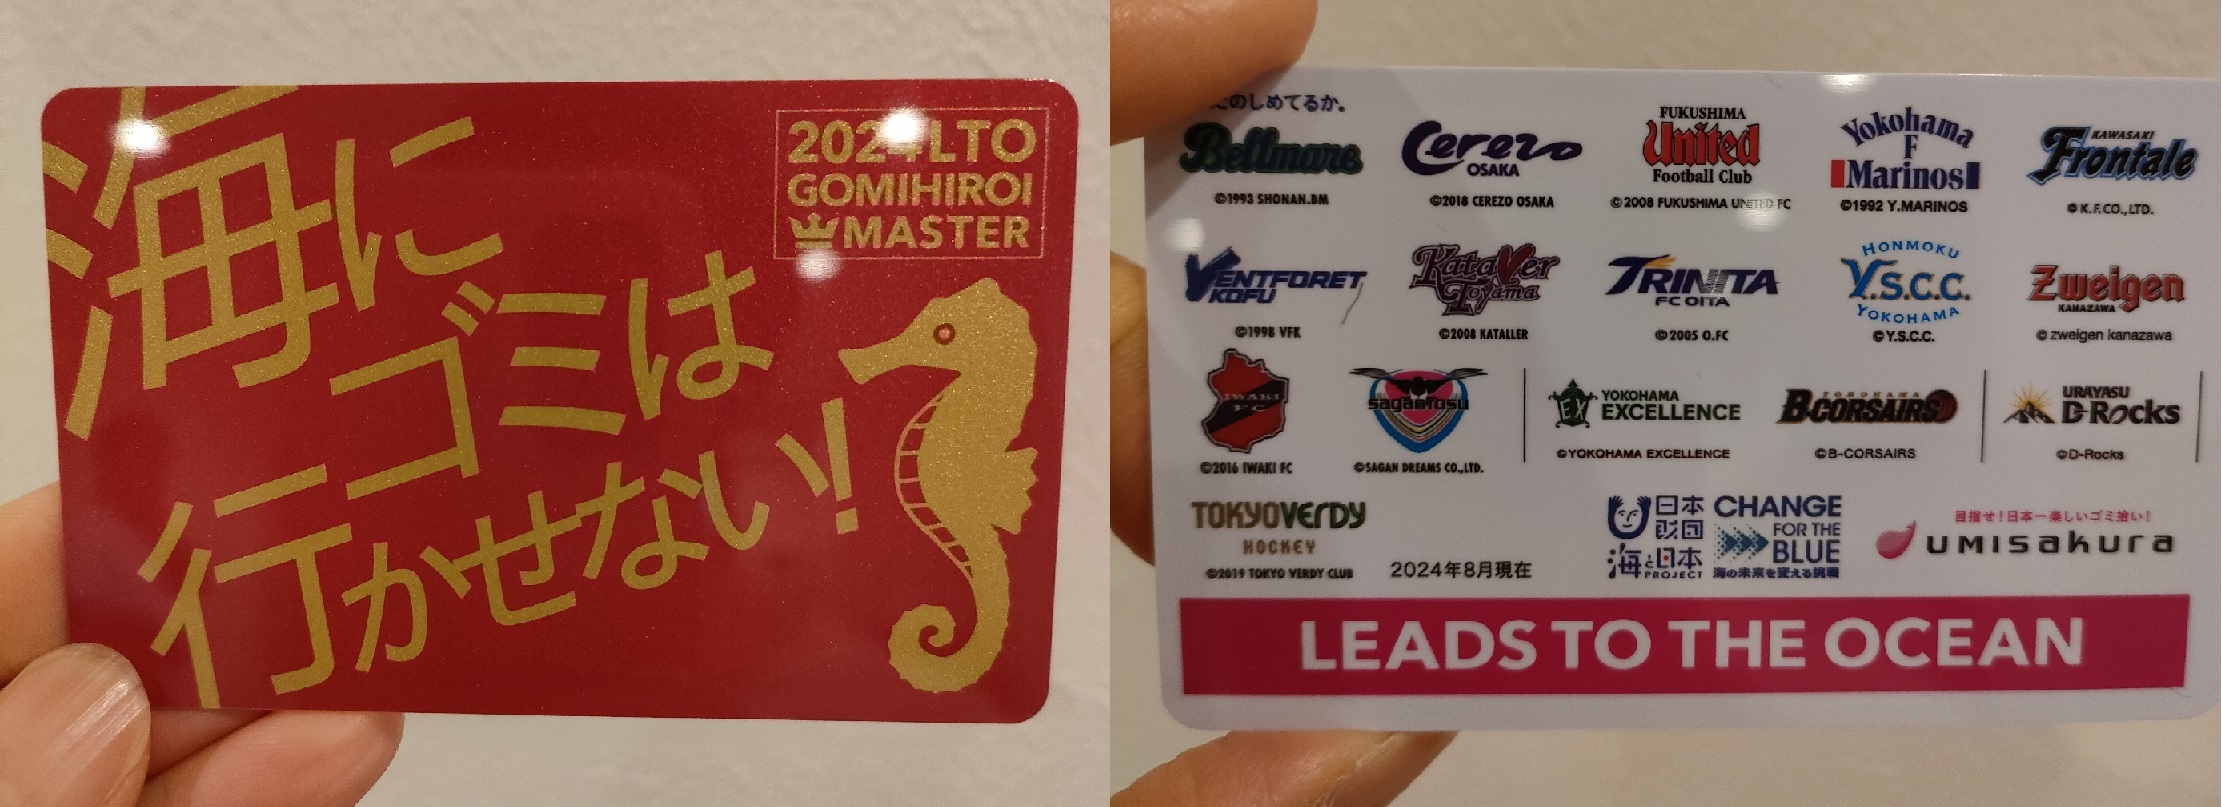 海に
ゴミは
行かせない!
2024LTO
GOMIHIROI
MASTER
たのしめてるか。
Bellmare
©1993 SHONAN.BM
Cerezo
OSAKA
©2018 CEREZO OSAKA
FUKUSHIMA
United
Football Club
©2008 FUKUSHIMA UNITED FC
Yokohama
F
Marinos
©1992 Y.MARINOS
KAWASAKI
Frontale
©K.F.CO.,LTD.
VENTFORET
KOFU
©1998 VFK
Kataller
Toyama
©2008 KATALLER
TRINITA
FC OITA
©2005 O.FC
HONMOKU
Y.S.C.C.
YOKOHAMA
©Y.S.C.C.
Zweigen
KANAZAWA
©zweigen kanazawa
IWAKI
FC
©2016 IWAKI FC
sagantosu
©SAGAN DREAMS CO.,LTD.
EX
YOKOHAMA
EXCELLENCE
©YOKOHAMA EXCELLENCE
YOKOHAMA
B-CORSAIRS
©B-CORSAIRS
URAYASU
D-Rocks
©D-Rocks
TOKYO VERDY
HOCKEY
©2019 TOKYO VERDY CLUB
2024年8月現在
日本
財団
海と日本
PROJECT
CHANGE
FOR THE
BLUE
海の未来を変える挑戦
目指せ!日本一楽しいゴミ拾い!
UMISAKURA
LEADS TO THE OCEAN